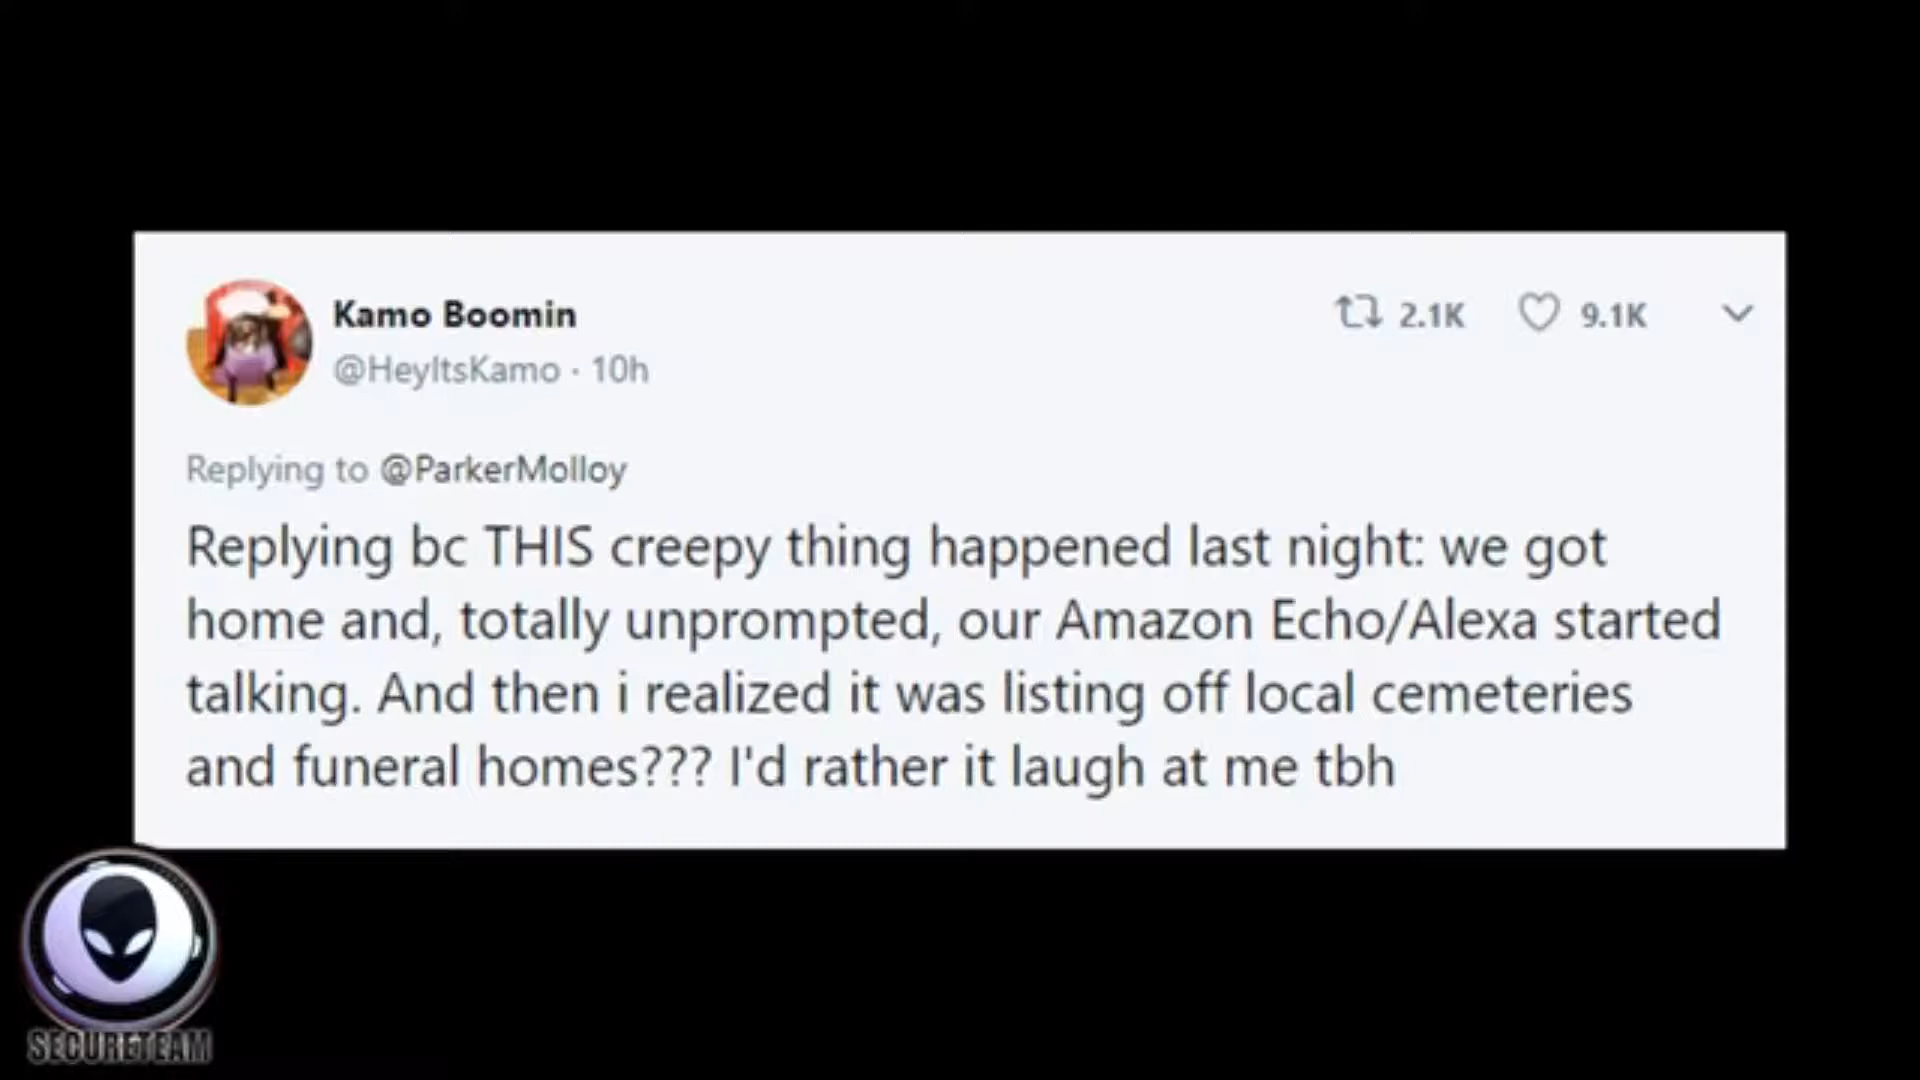 Kamo Boomin
2.1K 9.1K
@HeyItsKamo · 10h
Replying to @ParkerMolloy
Replying bc THIS creepy thing happened last night: we got
home and, totally unprompted, our Amazon Echo/Alexa started
talking. And then i realized it was listing off local cemeteries
and funeral homes??? I'd rather it laugh at me tbh
SECURETEAM